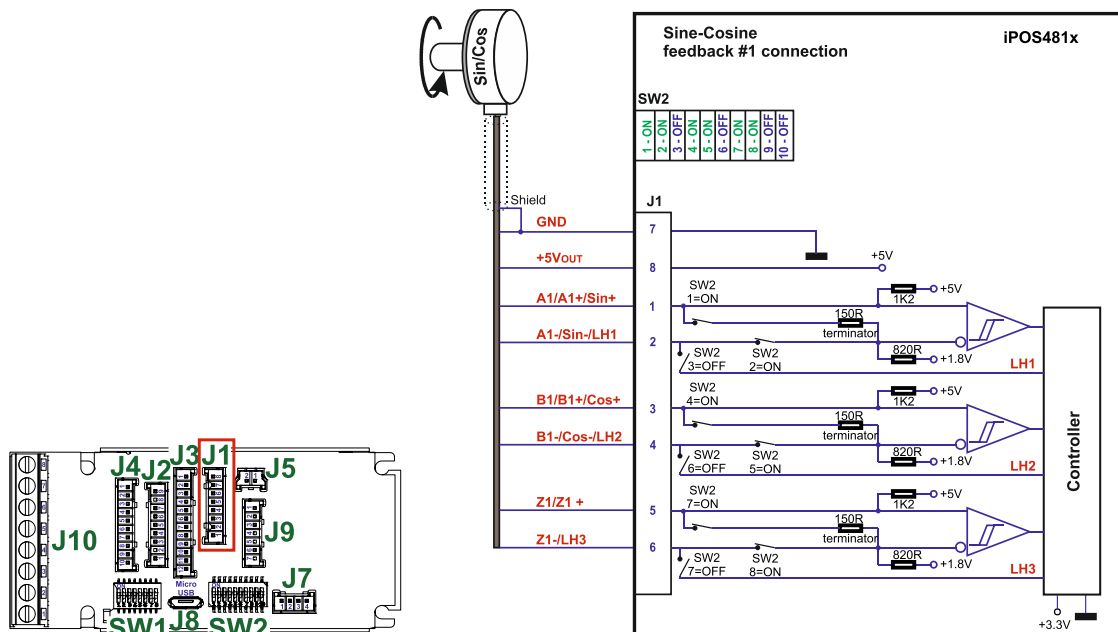 Sine-Cosine
feedback #1 connection
iPOS481x
Sin/Cos
SW2
1 - ON
2 - ON
3 - OFF
4 - ON
5 - ON
6 - OFF
7 - ON
8 - ON
9 - OFF
10 - OFF
Shield
J1
GND
7
+5VOUT
8
+5V
A1/A1+/Sin+
1
SW2
1=ON
1K2
+5V
150R
terminator
A1-/Sin-/LH1
2
SW2
3=OFF
SW2
2=ON
820R
+1.8V
LH1
B1/B1+/Cos+
3
SW2
4=ON
1K2
+5V
150R
terminator
B1-/Cos-/LH2
4
SW2
6=OFF
SW2
5=ON
820R
+1.8V
LH2
Z1/Z1 +
5
SW2
7=ON
1K2
+5V
150R
terminator
Z1-/LH3
6
SW2
7=OFF
SW2
8=ON
820R
+1.8V
LH3
Controller
+3.3V
J4
J2
J3
J1
J5
J10
J9
Micro
USB
J7
1 2 3 4
ON
SW1
J8
SW2